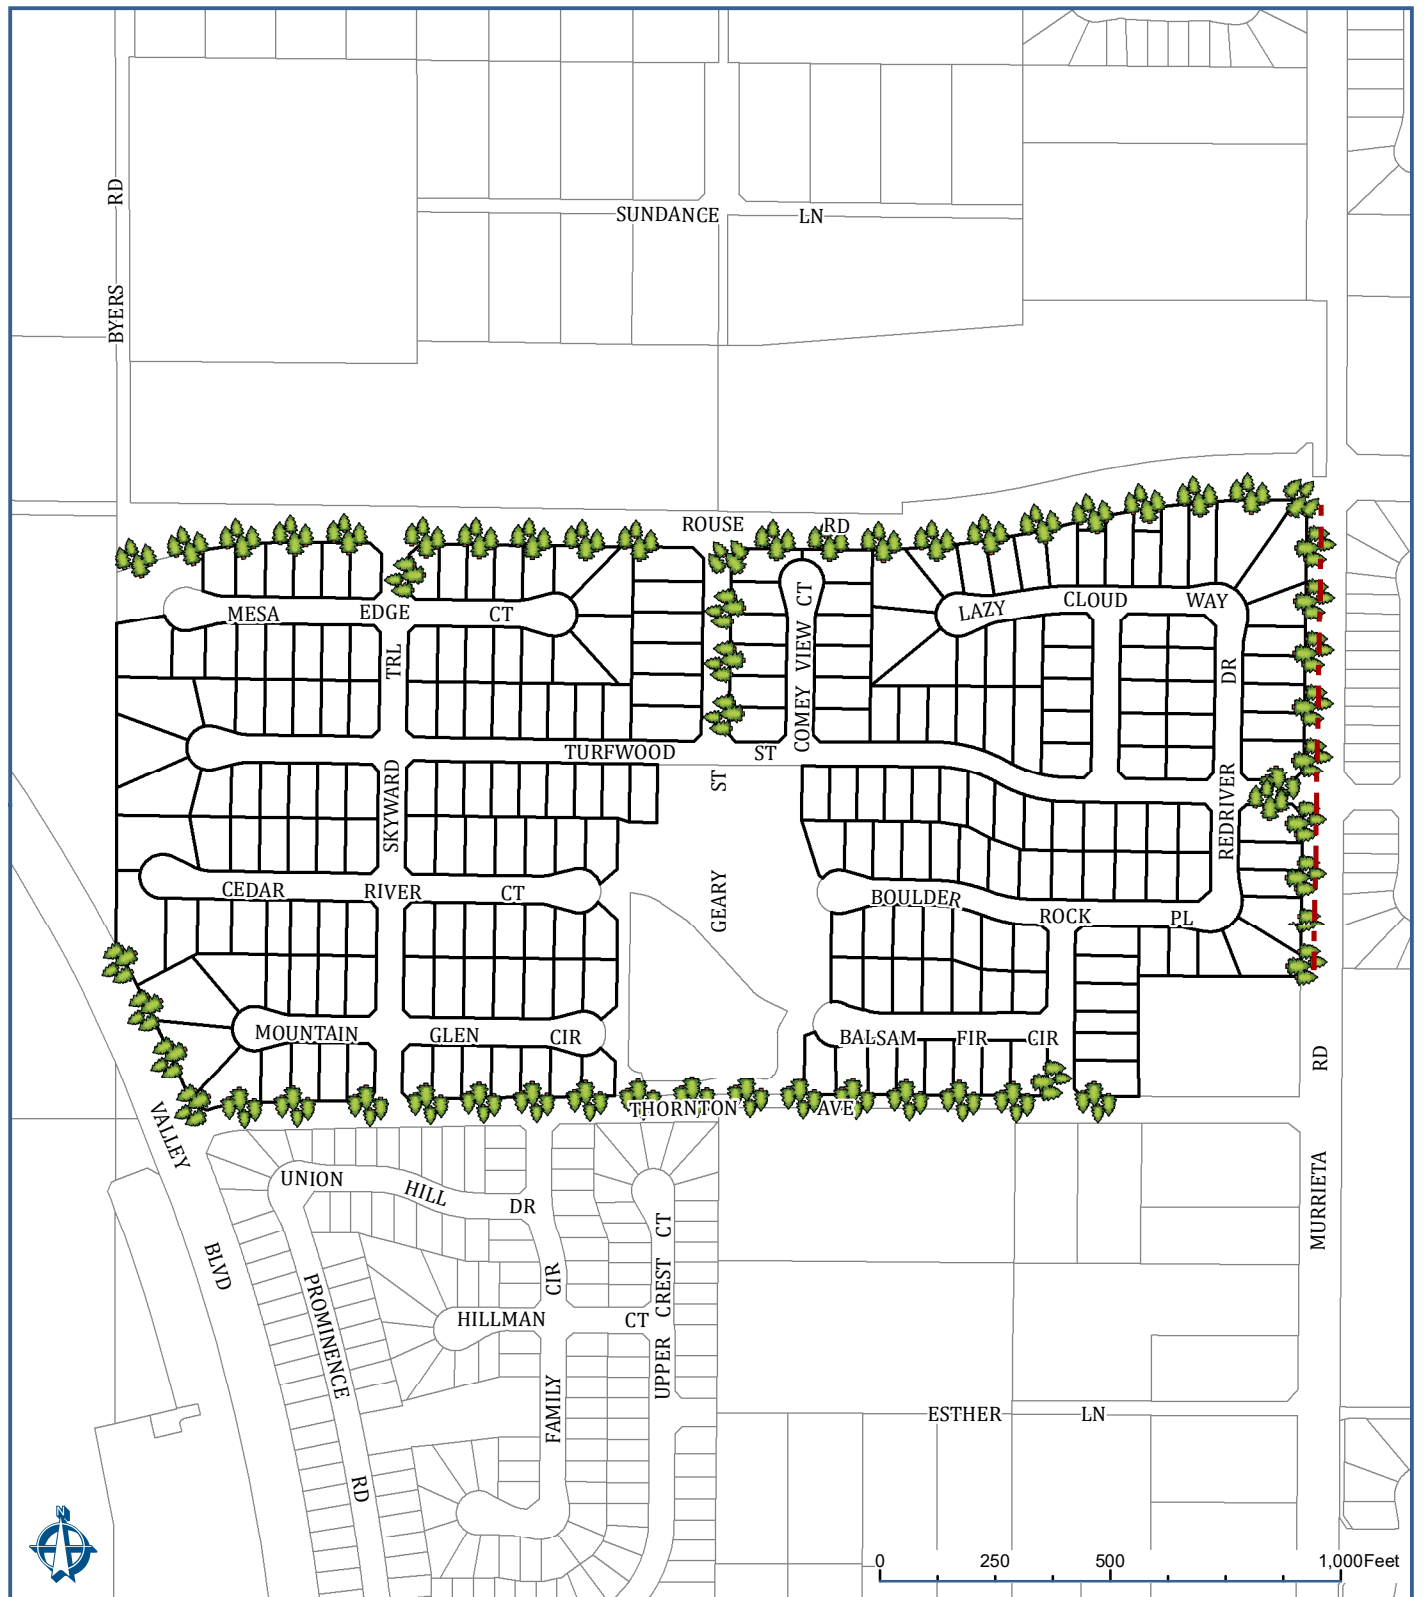 BYERS RD
SUNDANCE LN
ROUSE RD
MESA EDGE CT
LAZY CLOUD WAY
COMEY VIEW CT
SKYWARD TRL
REDRIVER DR
TURFWOOD ST
GEARY ST
CEDAR RIVER CT
BOULDER ROCK PL
MOUNTAIN GLEN CIR
BALSAM FIR CIR
THORNTON AVE
VALLEY BLVD
MURRIETA RD
UNION HILL DR
PROMINENCE RD
HILLMAN CT
FAMILY CIR
UPPER CREST CT
ESTHER LN
N
0 250 500 1,000Feet